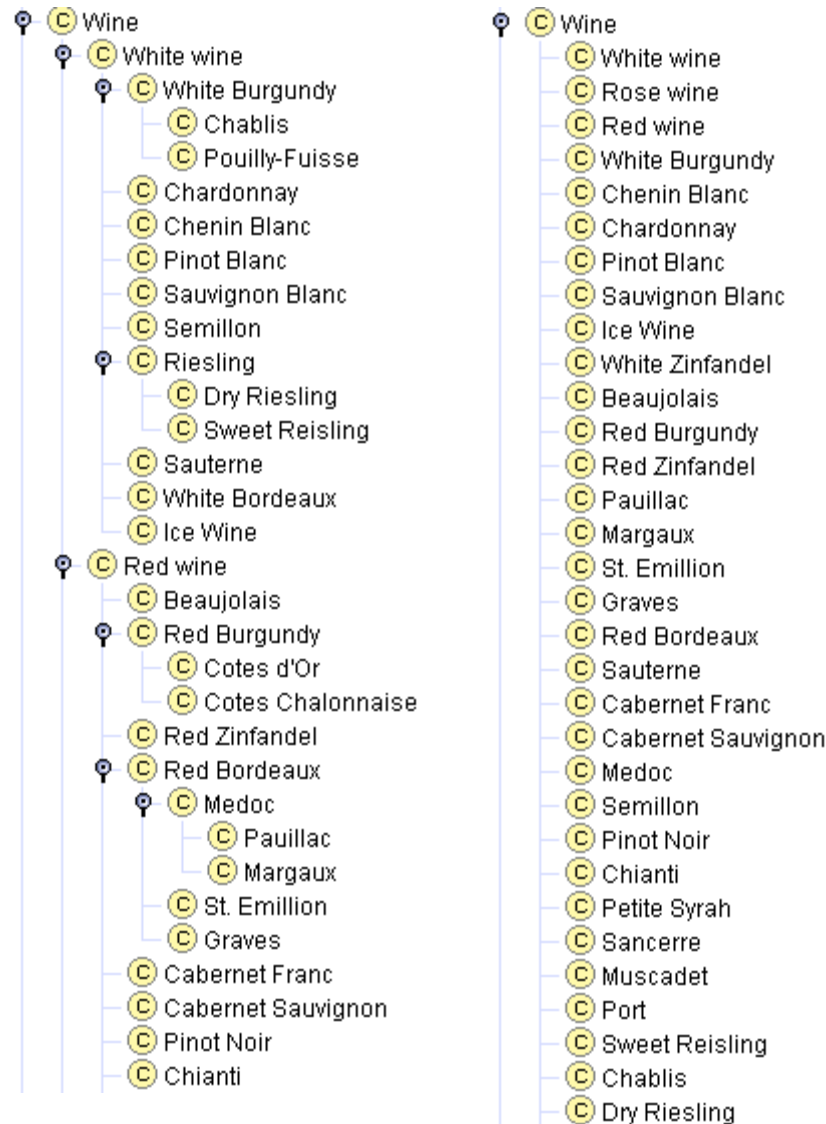 C Wine
C White wine
C White Burgundy
C Chablis
C Pouilly-Fuisse
C Chardonnay
C Chenin Blanc
C Pinot Blanc
C Sauvignon Blanc
C Semillon
C Riesling
C Dry Riesling
C Sweet Reisling
C Sauterne
C White Bordeaux
C Ice Wine
C Red wine
C Beaujolais
C Red Burgundy
C Cotes d'Or
C Cotes Chalonnaise
C Red Zinfandel
C Red Bordeaux
C Medoc
C Pauillac
C Margaux
C St. Emillion
C Graves
C Cabernet Franc
C Cabernet Sauvignon
C Pinot Noir
C Chianti
C Wine
C White wine
C Rose wine
C Red wine
C White Burgundy
C Chenin Blanc
C Chardonnay
C Pinot Blanc
C Sauvignon Blanc
C Ice Wine
C White Zinfandel
C Beaujolais
C Red Burgundy
C Red Zinfandel
C Pauillac
C Margaux
C St. Emillion
C Graves
C Red Bordeaux
C Sauterne
C Cabernet Franc
C Cabernet Sauvignon
C Medoc
C Semillon
C Pinot Noir
C Chianti
C Petite Syrah
C Sancerre
C Muscadet
C Port
C Sweet Reisling
C Chablis
C Dry Riesling